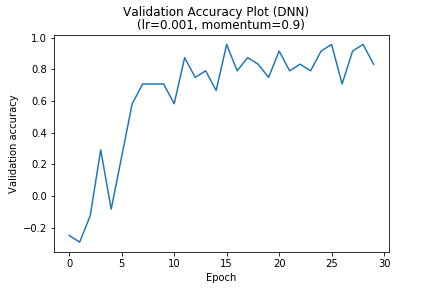 Validation Accuracy Plot (DNN)
(lr=0.001, momentum=0.9)
1.0
0.8
0.6
0.4
0.2
0.0
−0.2
Validation accuracy
0 5 10 15 20 25 30
Epoch